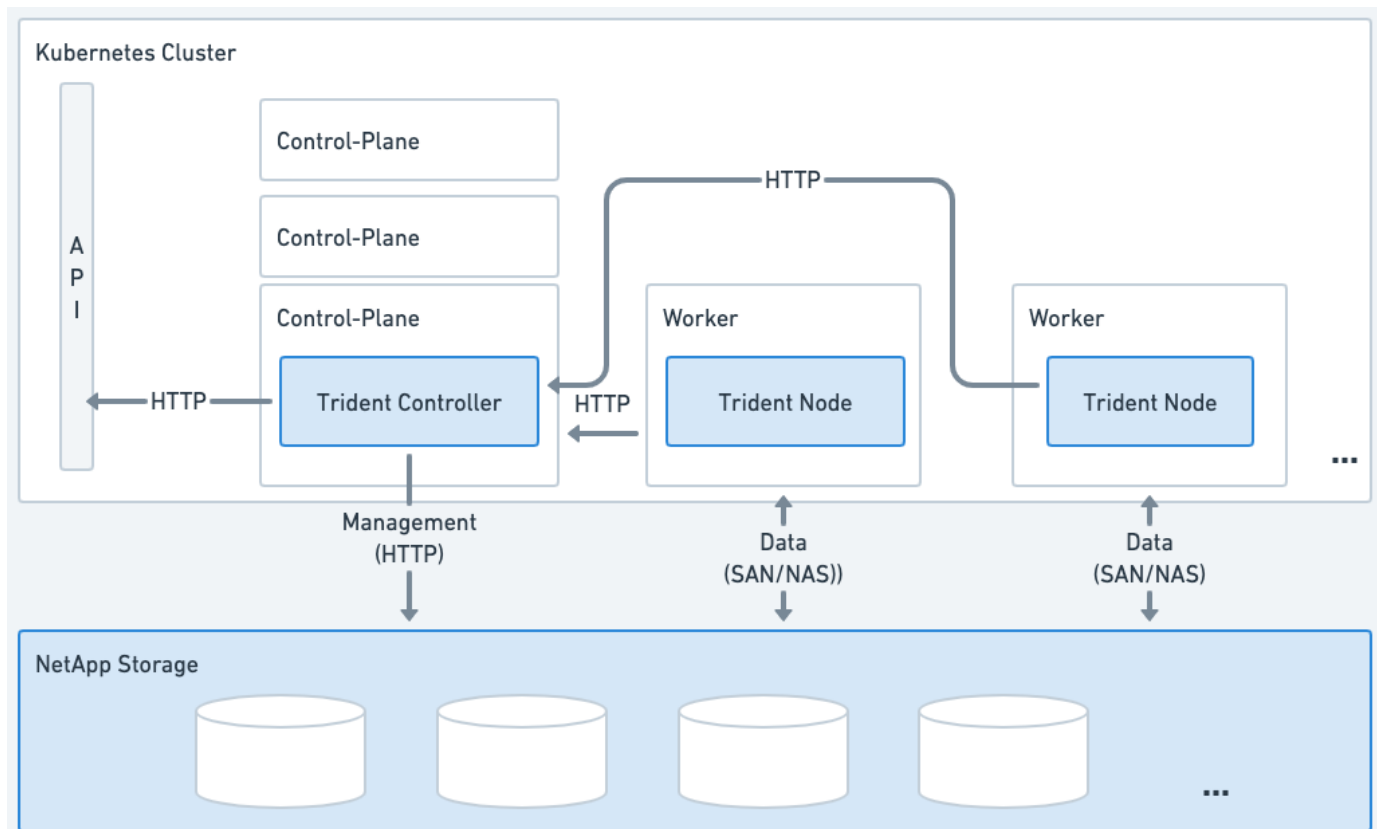 Kubernetes Cluster
A
P
I
Control-Plane
Control-Plane
Control-Plane
Trident Controller
HTTP
HTTP
HTTP
Worker
Trident Node
Worker
Trident Node
...
Management
(HTTP)
Data
(SAN/NAS))
Data
(SAN/NAS)
NetApp Storage
...